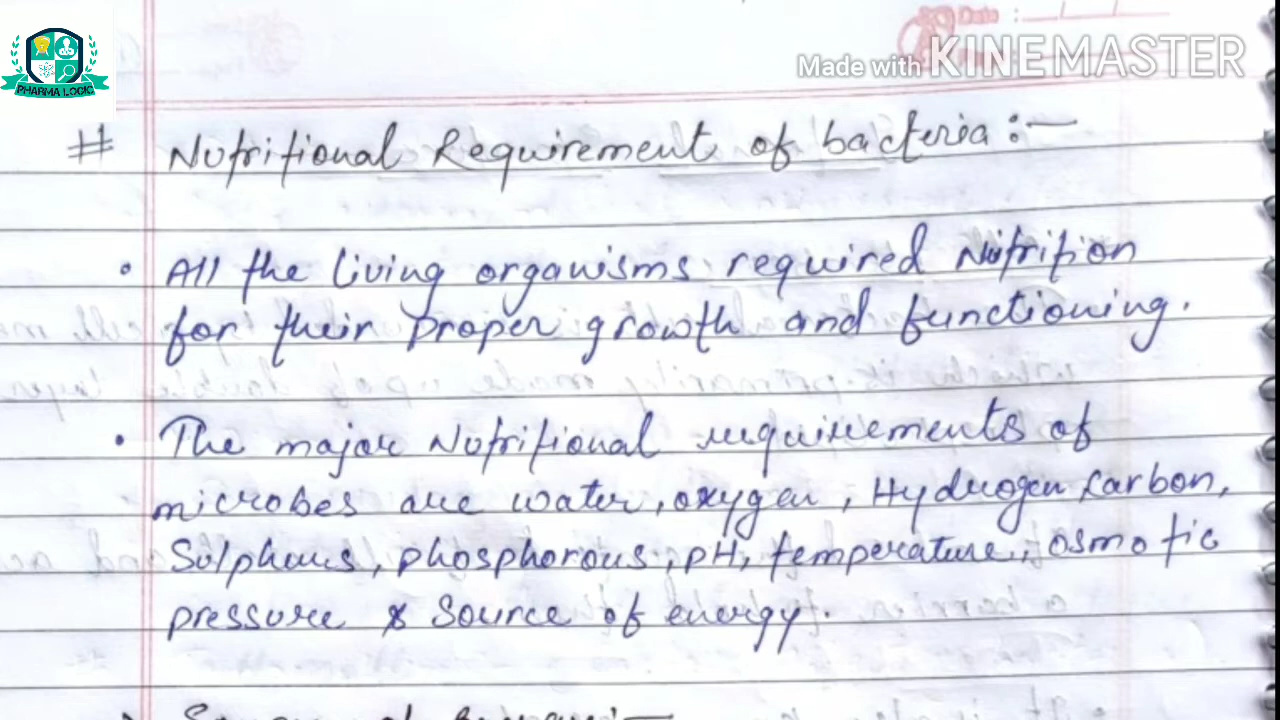 PHARMA LOGIC
Made with KINEMASTER
# Nutritional Requirement of bacteria :-
• All the living organisms required Nutrition
for their proper growth and functioning.
• The major Nutritional requirements of
microbes are water, oxygen, Hydrogen Carbon,
Sulphurs, phosphorous, pH, temperature, osmotic
pressure & source of energy.